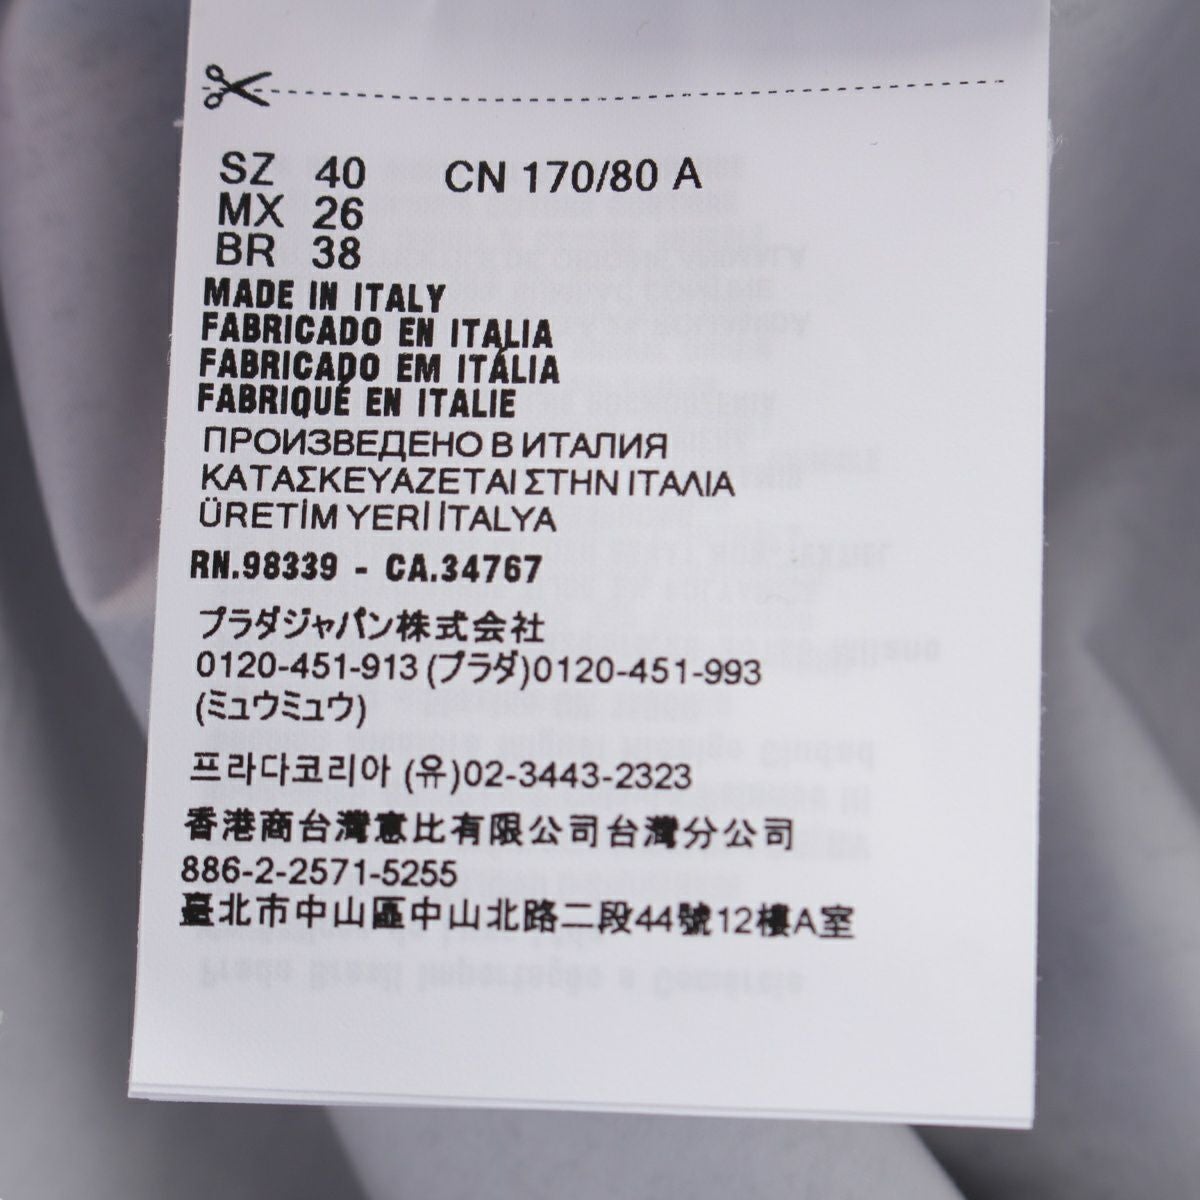 SZ 40 CN 170/80 A
MX 26
BR 38
MADE IN ITALY
FABRICADO EN ITALIA
FABRICADO EM ITÁLIA
FABRIQUÉ EN ITALIE
ПРОИЗВЕДЕНО В ИТАЛИЯ
ΚΑΤΑΣΚΕΥΑΖΕΤΑΙ ΣΤΗΝ ΙΤΑΛΙΑ
ÜRETİM YERİ İTALYA
RN.98339 - CA.34767
プラダジャパン株式会社
0120-451-913 (プラダ)0120-451-993
(ミュウミュウ)
프라다코리아 (유)02-3443-2323
香港商台灣意比有限公司台灣分公司
886-2-2571-5255
臺北市中山區中山北路二段44號12樓A室